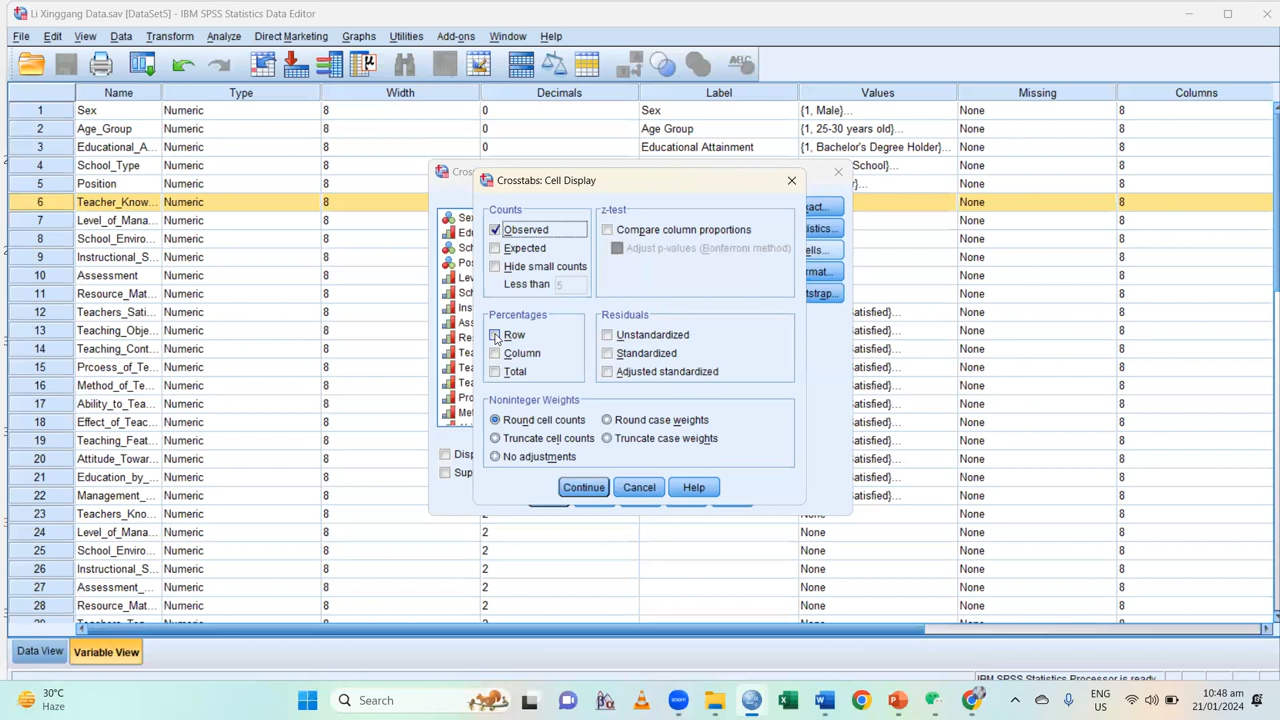 Li Xinggang Data.sav [DataSet5] - IBM SPSS Statistics Data Editor
File Edit View Data Transform Analyze Direct Marketing Graphs Utilities Add-ons Window Help
Name Type Width Decimals Label Values Missing Columns
1 Sex Numeric 8 0 Sex {1, Male}... None 8
2 Age_Group Numeric 8 0 Age Group {1, 25-30 years old}... None 8
3 Educational_A... Numeric 8 0 Educational Attainment {1, Bachelor's Degree Holder}... None 8
4 School_Type Numeric 8 School}... None 8
5 Position Numeric 8 None 8
6 Teacher_Know... Numeric 8 None 8
7 Level_of_Mana... Numeric 8 None 8
8 School_Enviro... Numeric 8 None 8
9 Instructional_S... Numeric 8 None 8
10 Assessment Numeric 8 None 8
11 Resource_Mat... Numeric 8 None 8
12 Teachers_Sati... Numeric 8 Satisfied}... None 8
13 Teaching_Obje... Numeric 8 Satisfied}... None 8
14 Teaching_Cont... Numeric 8 Satisfied}... None 8
15 Prcoess_of_Te... Numeric 8 Satisfied}... None 8
16 Method_of_Te... Numeric 8 Satisfied}... None 8
17 Ability_to_Teac... Numeric 8 Satisfied}... None 8
18 Effect_of_Teac... Numeric 8 Satisfied}... None 8
19 Teaching_Feat... Numeric 8 Satisfied}... None 8
20 Attitude_Towar... Numeric 8 Satisfied}... None 8
21 Education_by_... Numeric 8 Satisfied}... None 8
22 Management_... Numeric 8 Satisfied}... None 8
23 Teachers_Kno... Numeric 8 2 None None 8
24 Level_of_Mana... Numeric 8 2 None None 8
25 School_Enviro... Numeric 8 2 None None 8
26 Instructional_S... Numeric 8 2 None None 8
27 Assessment_... Numeric 8 2 None None 8
28 Resource_Mat... Numeric 8 2 None None 8
Crosstabs: Cell Display
Counts
Observed
Expected
Hide small counts
Less than 5
z-test
Compare column proportions
Adjust p-values (Bonferroni method)
Percentages
Row
Column
Total
Residuals
Unstandardized
Standardized
Adjusted standardized
Noninteger Weights
Round cell counts Round case weights
Truncate cell counts Truncate case weights
No adjustments
Continue Cancel Help
Data View Variable View
IBM SPSS Statistics Processor is ready
30°C
Haze
Search
ENG
US
10:48 am
21/01/2024